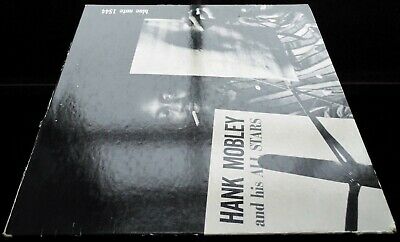 blue note 1544
HANK MOBLEY
and his ALL STARS